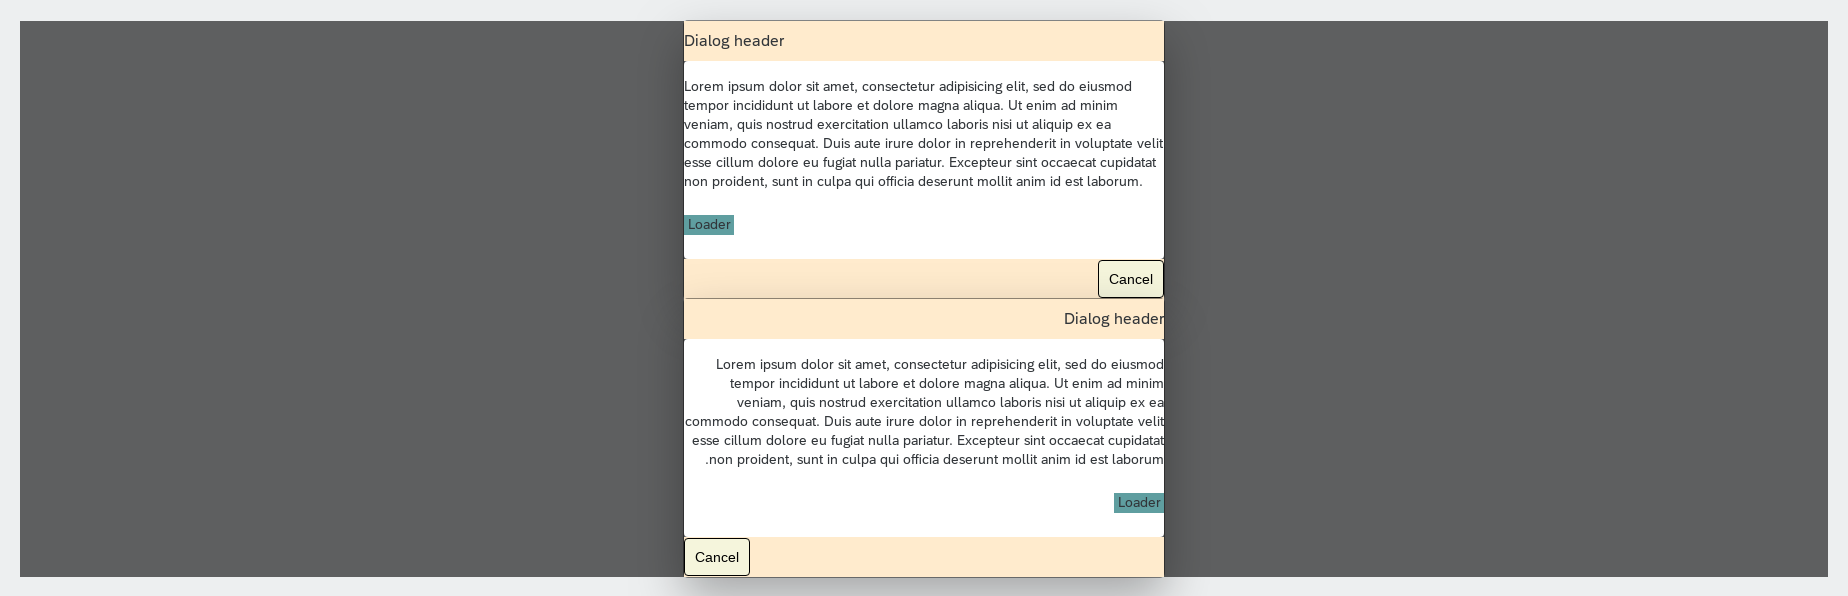 Dialog header
Lorem ipsum dolor sit amet, consectetur adipisicing elit, sed do eiusmod
tempor incididunt ut labore et dolore magna aliqua. Ut enim ad minim
veniam, quis nostrud exercitation ullamco laboris nisi ut aliquip ex ea
commodo consequat. Duis aute irure dolor in reprehenderit in voluptate velit
esse cillum dolore eu fugiat nulla pariatur. Excepteur sint occaecat cupidatat
non proident, sunt in culpa qui officia deserunt mollit anim id est laborum.
Loader
Cancel
Dialog header
Lorem ipsum dolor sit amet, consectetur adipisicing elit, sed do eiusmod
tempor incididunt ut labore et dolore magna aliqua. Ut enim ad minim
veniam, quis nostrud exercitation ullamco laboris nisi ut aliquip ex ea
commodo consequat. Duis aute irure dolor in reprehenderit in voluptate velit
esse cillum dolore eu fugiat nulla pariatur. Excepteur sint occaecat cupidatat
.non proident, sunt in culpa qui officia deserunt mollit anim id est laborum
Loader
Cancel